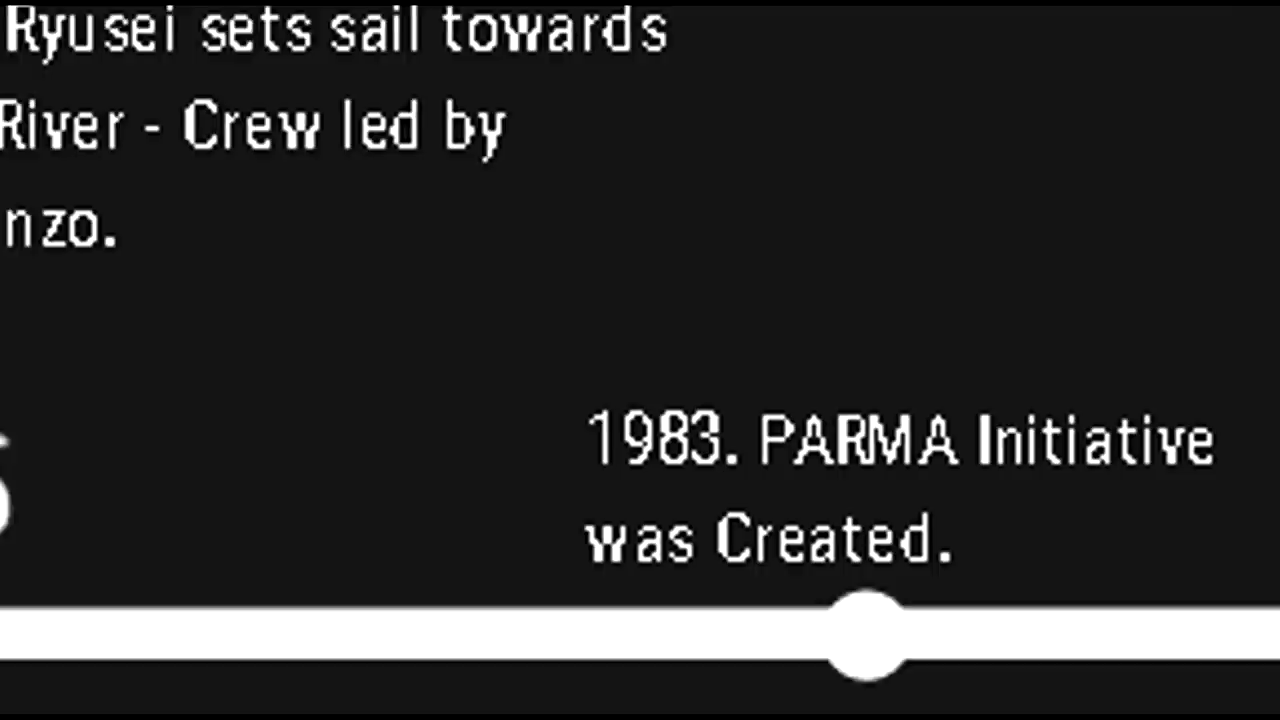 Ryusei sets sail towards
River - Crew led by
nzo.
1983. PARMA Initiative
was Created.